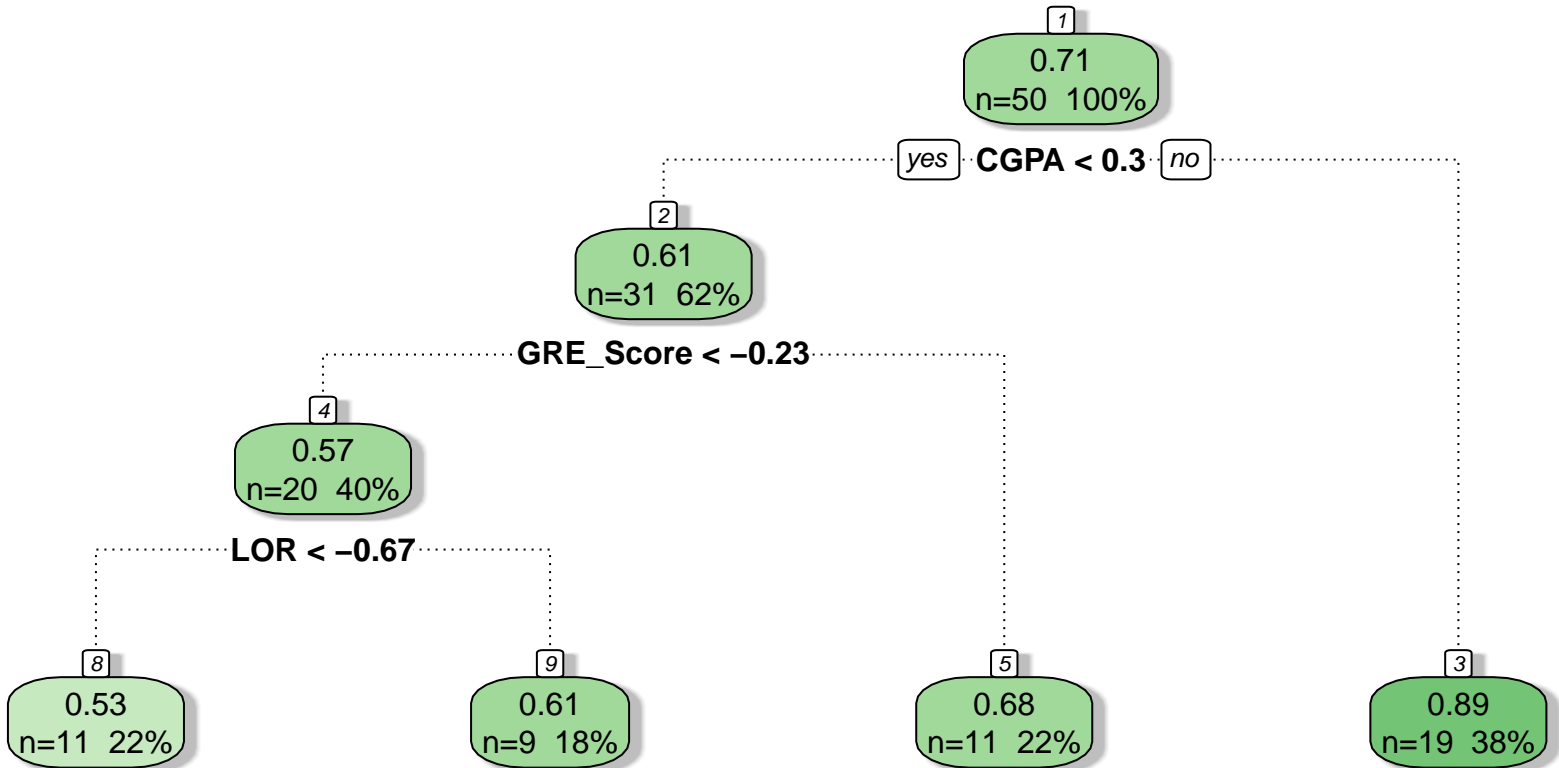 1
0.71
n=50 100%
yes CGPA < 0.3 no
2
0.61
n=31 62%
GRE_Score < −0.23
4
0.57
n=20 40%
LOR < −0.67
8
0.53
n=11 22%
9
0.61
n=9 18%
5
0.68
n=11 22%
3
0.89
n=19 38%